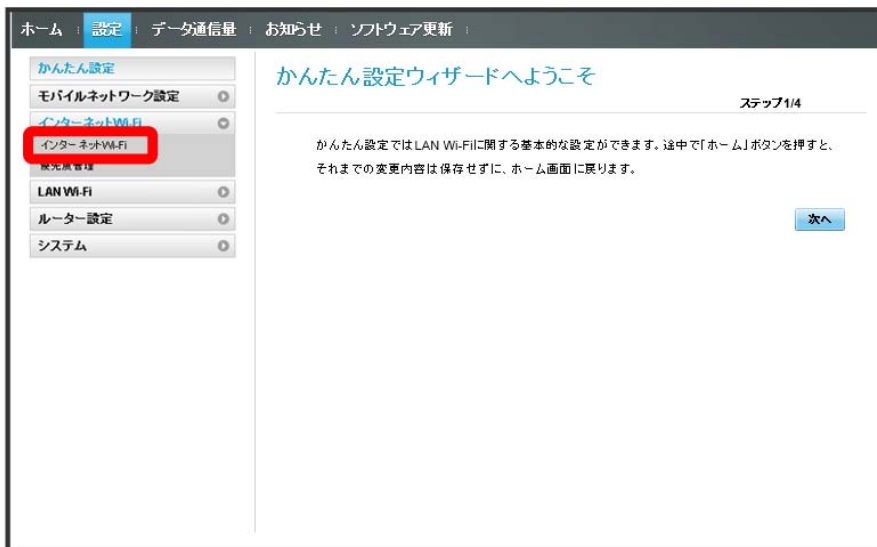 ホーム 設定 データ通信量 お知らせ ソフトウェア更新
かんたん設定
モバイルネットワーク設定
インターネットWi-Fi
インターネットWi-Fi
優先度管理
LAN Wi-Fi
ルーター設定
システム
かんたん設定ウィザードへようこそ
ステップ1/4
かんたん設定ではLAN Wi-Fiに関する基本的な設定ができます。途中で「ホーム」ボタンを押すと、
それまでの変更内容は保存せずに、ホーム画面に戻ります。
次へ